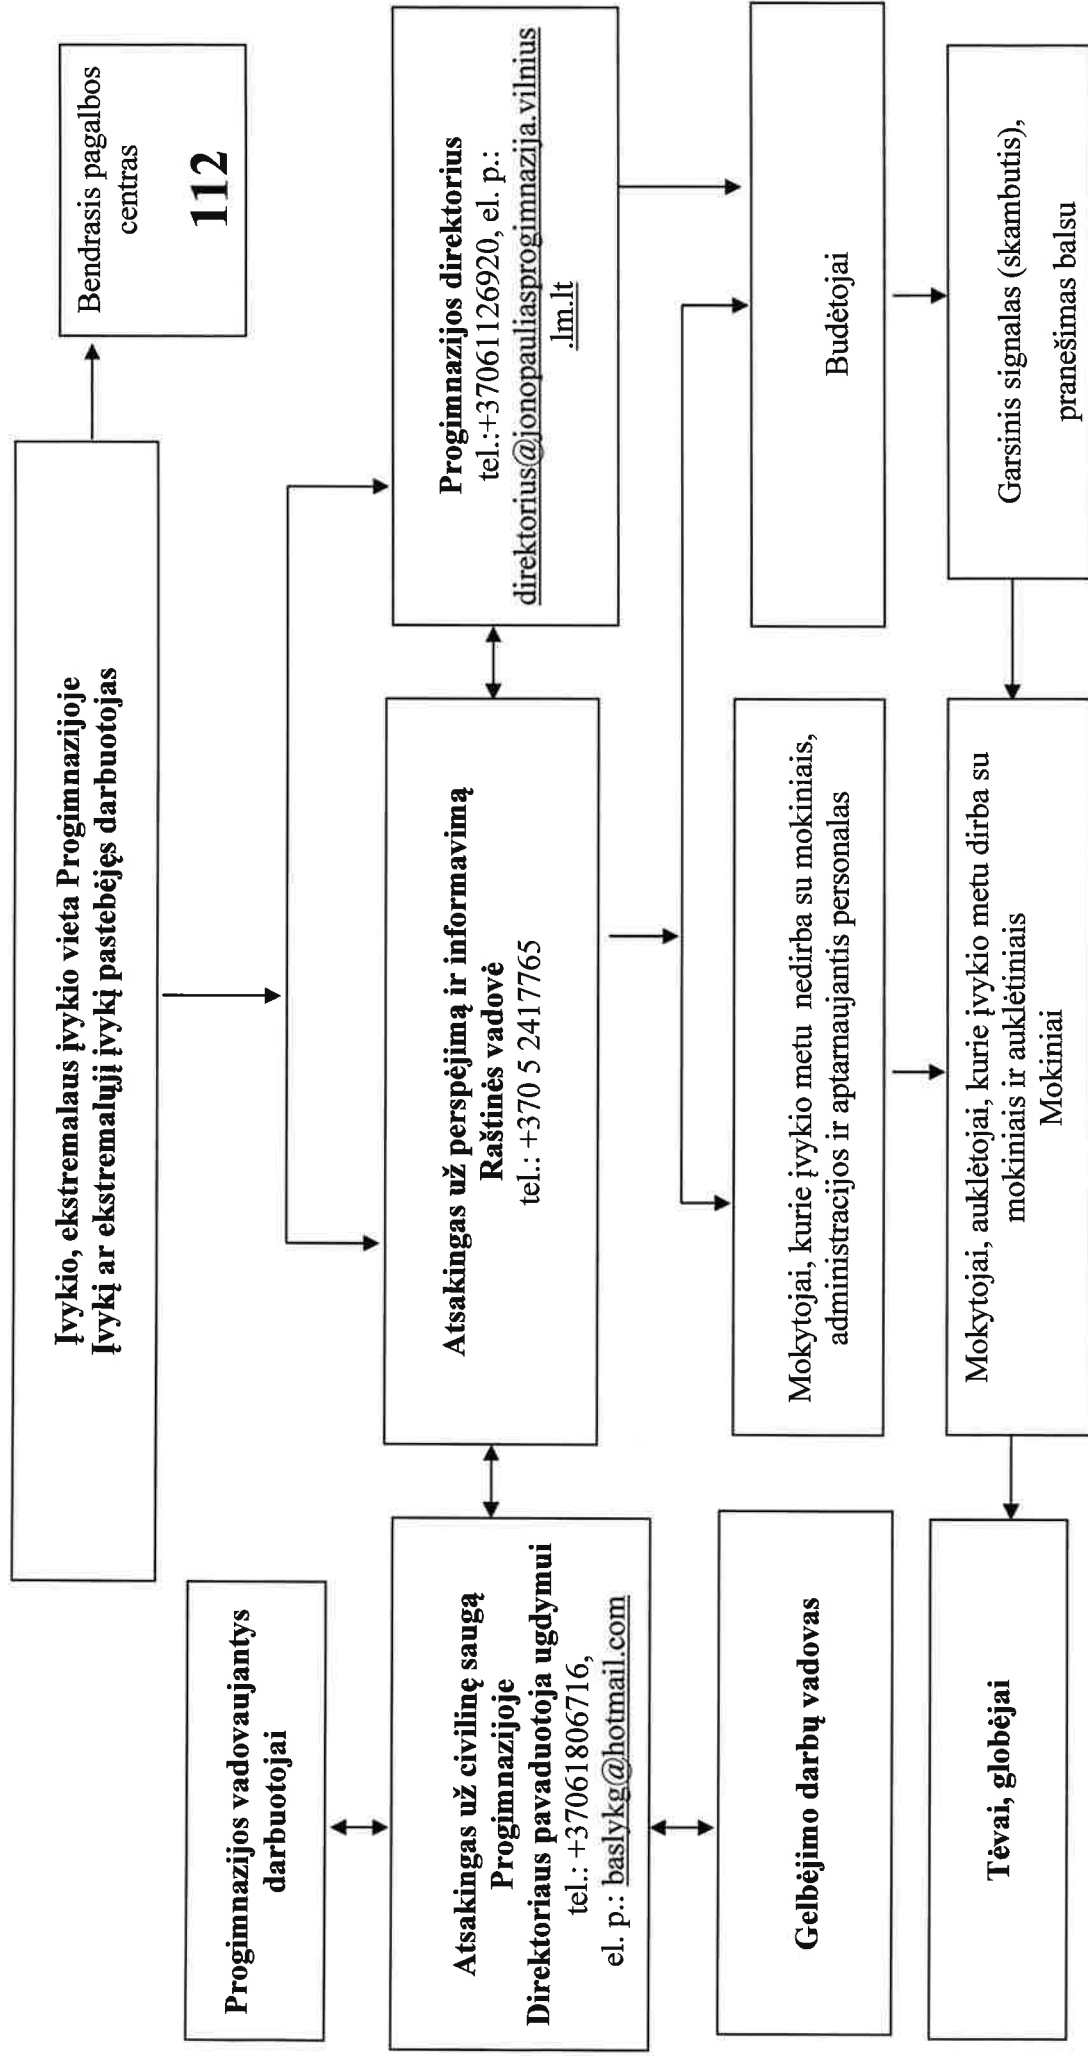 Įvykio, ekstremalaus įvykio vieta Progimnazijoje
Įvykį ar ekstremalųjį įvykį pastebėjęs darbuotojas
Bendrasis pagalbos
centras
112
Progimnazijos vadovaujantys
darbuotojai
Atsakingas už civilinę saugą
Progimnazijoje
Direktoriaus pavaduotoja ugdymui
tel.: +37061806716,
el. p.: baslykg@hotmail.com
Atsakingas už perspėjimą ir informavimą
Raštinės vadovė
tel.: +370 5 2417765
Progimnazijos direktorius
tel.:+37061126920, el. p.:
direktorius@jonopauliasprogimnazija.vilnius
.lm.lt
Gelbėjimo darbų vadovas
Mokytojai, kurie įvykio metu nedirba su mokiniais,
administracijos ir aptarnaujantis personalas
Budėtojai
Tėvai, globėjai
Mokytojai, auklėtojai, kurie įvykio metu dirba su
mokiniais ir auklėtiniais
Mokiniai
Garsinis signalas (skambutis),
pranešimas balsu